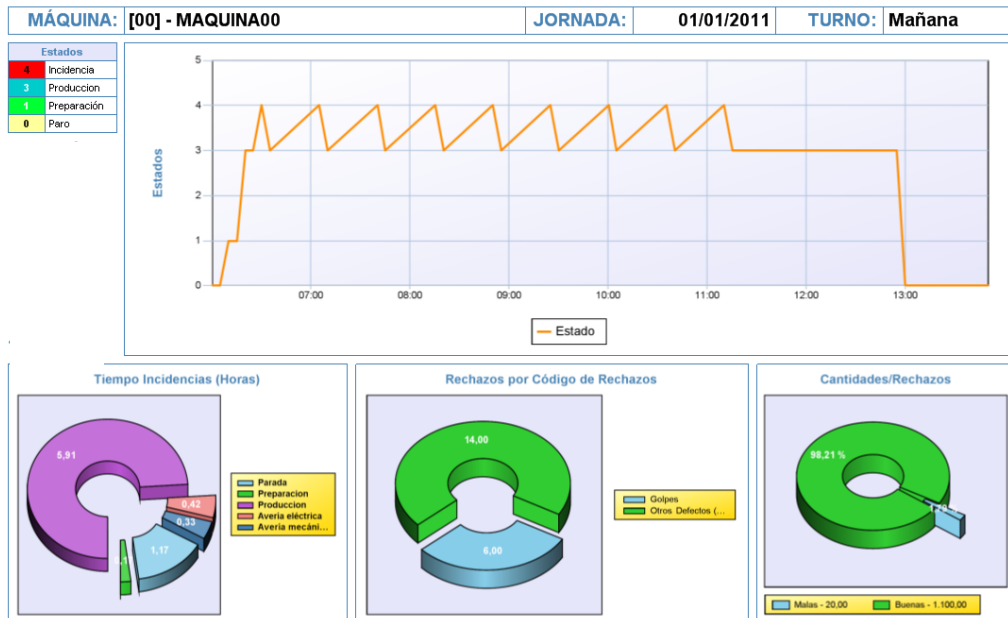 MÁQUINA: [00] - MAQUINA00 JORNADA: 01/01/2011 TURNO: Mañana
Estados
4 Incidencia
3 Produccion
1 Preparación
0 Paro
Estados
5
4
3
2
1
0
07:00 08:00 09:00 10:00 11:00 12:00 13:00
Estado
Tiempo Incidencias (Horas)
5,91
0,42
0,33
1,17
Parada
Preparacion
Produccion
Averia eléctrica
Averia mecáni...
Rechazos por Código de Rechazos
14,00
6,00
Golpes
Otros Defectos (...
Cantidades/Rechazos
98,21 %
Malas - 20,00 Buenas - 1.100,00